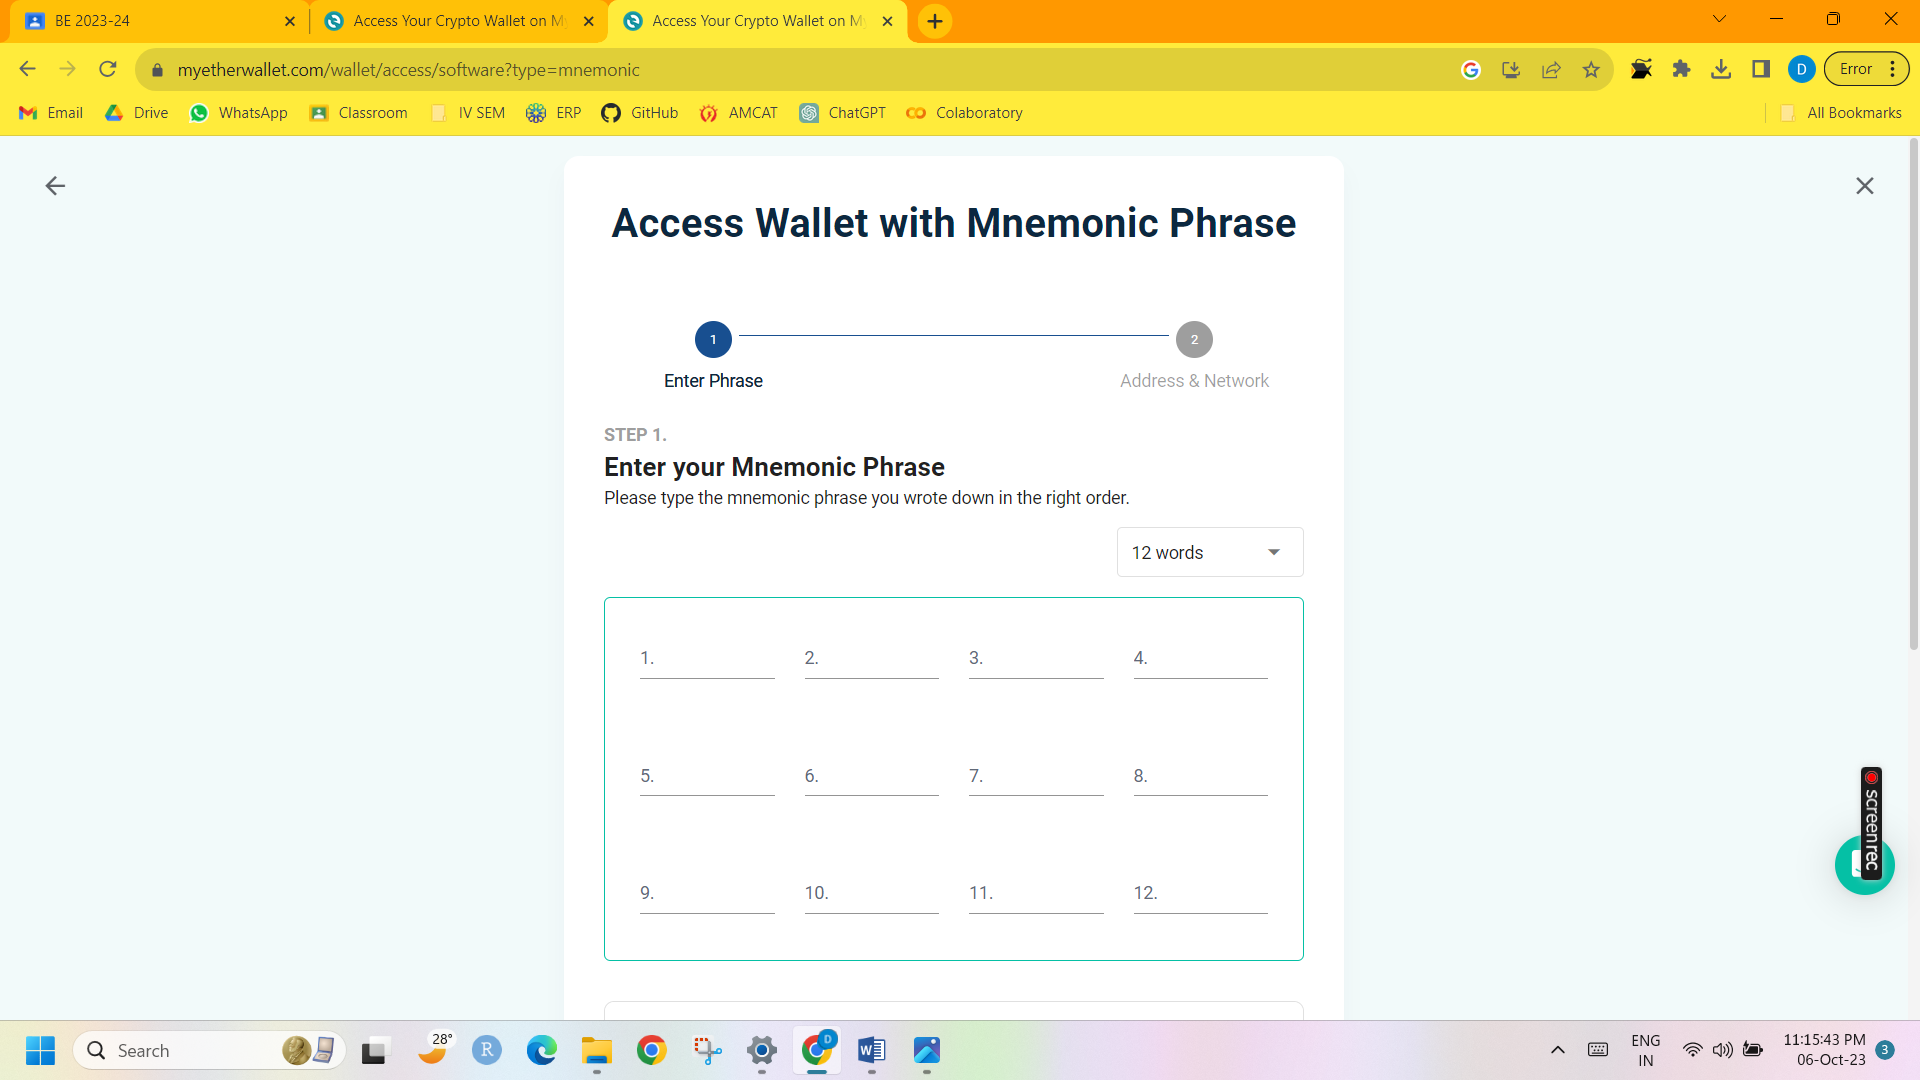 BE 2023-24
Access Your Crypto Wallet on M
Access Your Crypto Wallet on M
myetherwallet.com/wallet/access/software?type=mnemonic
D
Error
Email
Drive
WhatsApp
Classroom
IV SEM
ERP
GitHub
AMCAT
ChatGPT
Colaboratory
All Bookmarks
Access Wallet with Mnemonic Phrase
1
2
Enter Phrase
Address & Network
STEP 1.
Enter your Mnemonic Phrase
Please type the mnemonic phrase you wrote down in the right order.
12 words
1.
2.
3.
4.
5.
6.
7.
8.
9.
10.
11.
12.
screenrec
Search
28°
R
D
W
ENG
IN
11:15:43 PM
06-Oct-23
3